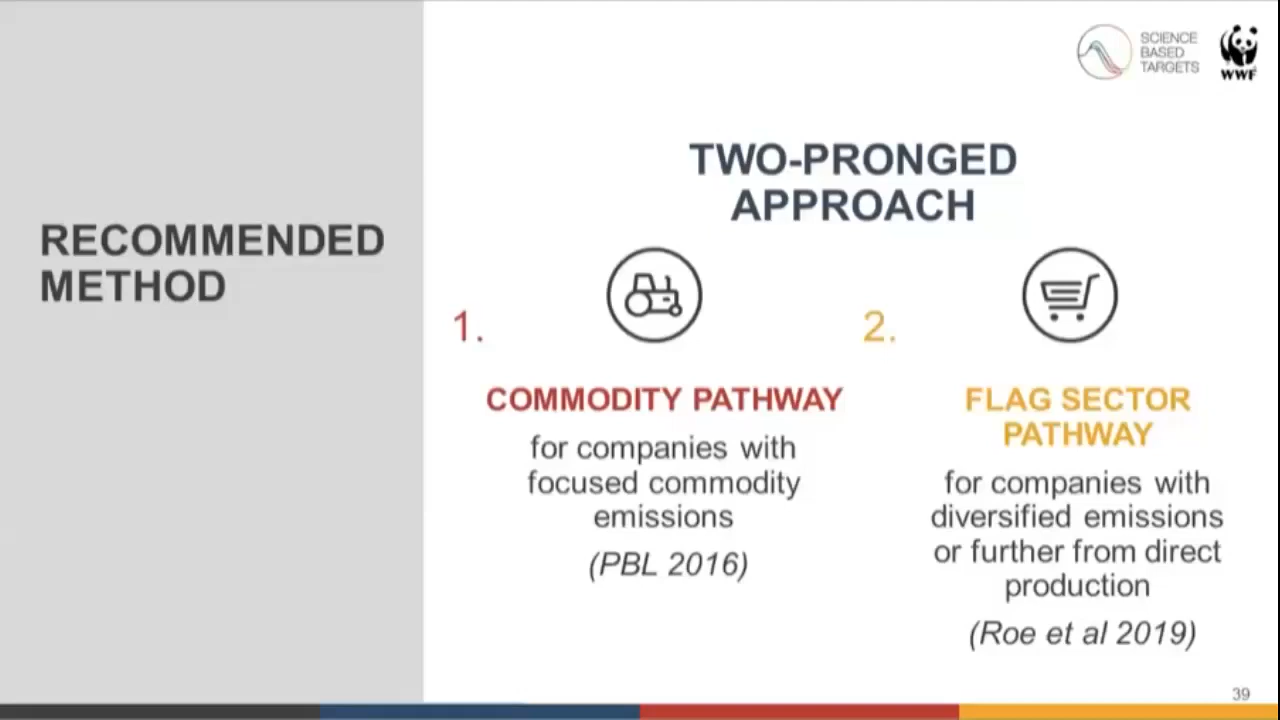 SCIENCE
BASED
TARGETS
WWF
RECOMMENDED
METHOD
TWO-PRONGED
APPROACH
1.
COMMODITY PATHWAY
for companies with
focused commodity
emissions
(PBL 2016)
2.
FLAG SECTOR
PATHWAY
for companies with
diversified emissions
or further from direct
production
(Roe et al 2019)
39